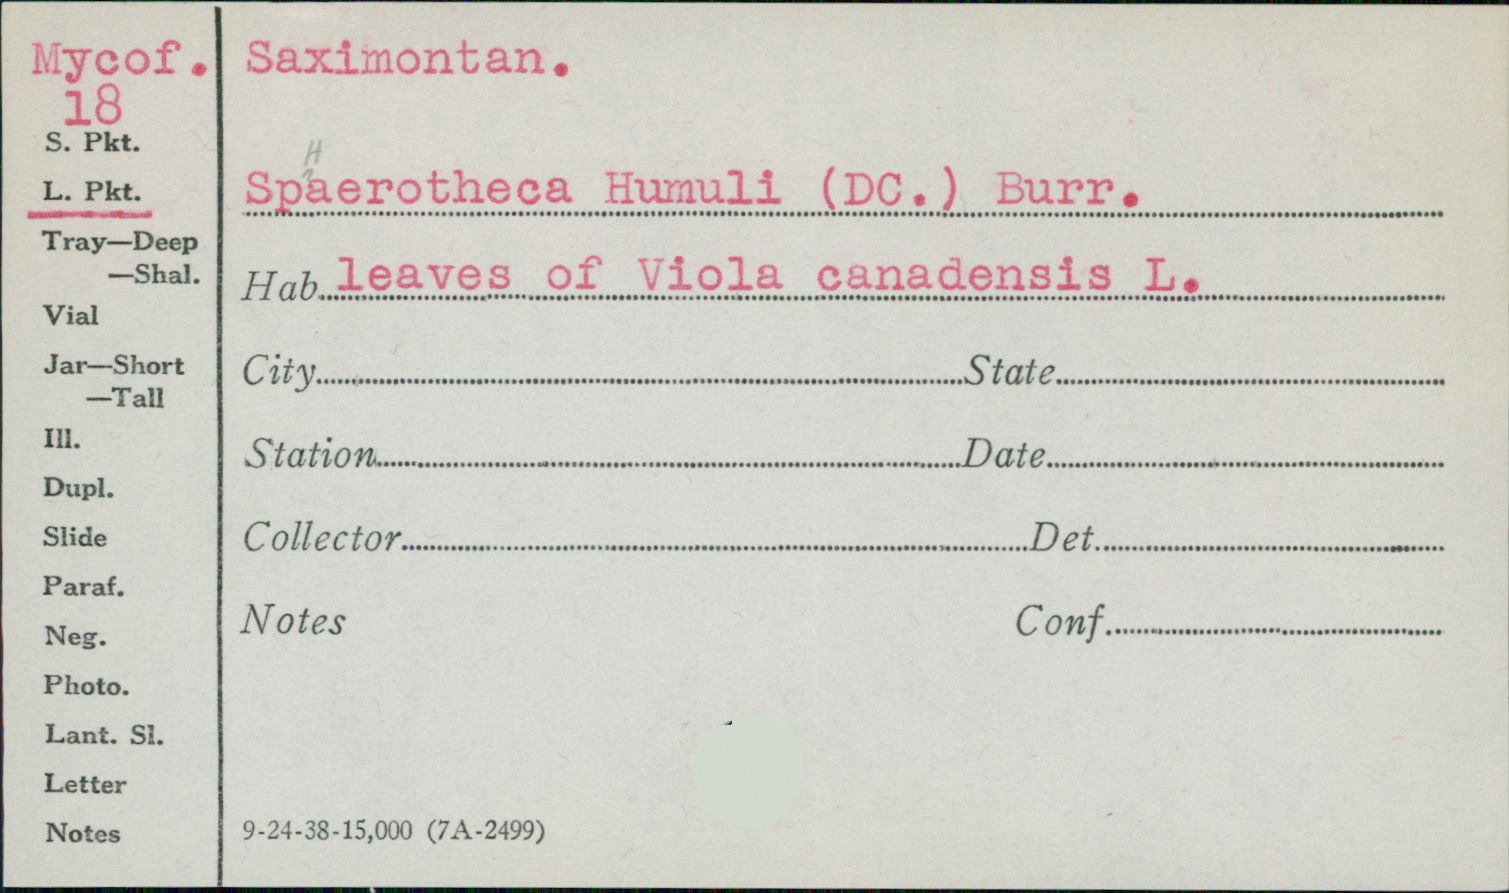 Mycof. Saximontan.
18
S. Pkt.
H
L. Pkt. Spaerotheca Humuli (DC.) Burr.
Tray—Deep
—Shal. Hab. leaves of Viola canadensis L.
Vial
Jar—Short City State
—Tall
Ill. Station Date
Dupl.
Slide Collector Det.
Paraf.
Neg. Notes Conf.
Photo.
Lant. Sl.
Letter
Notes 9-24-38-15,000 (7A-2499)